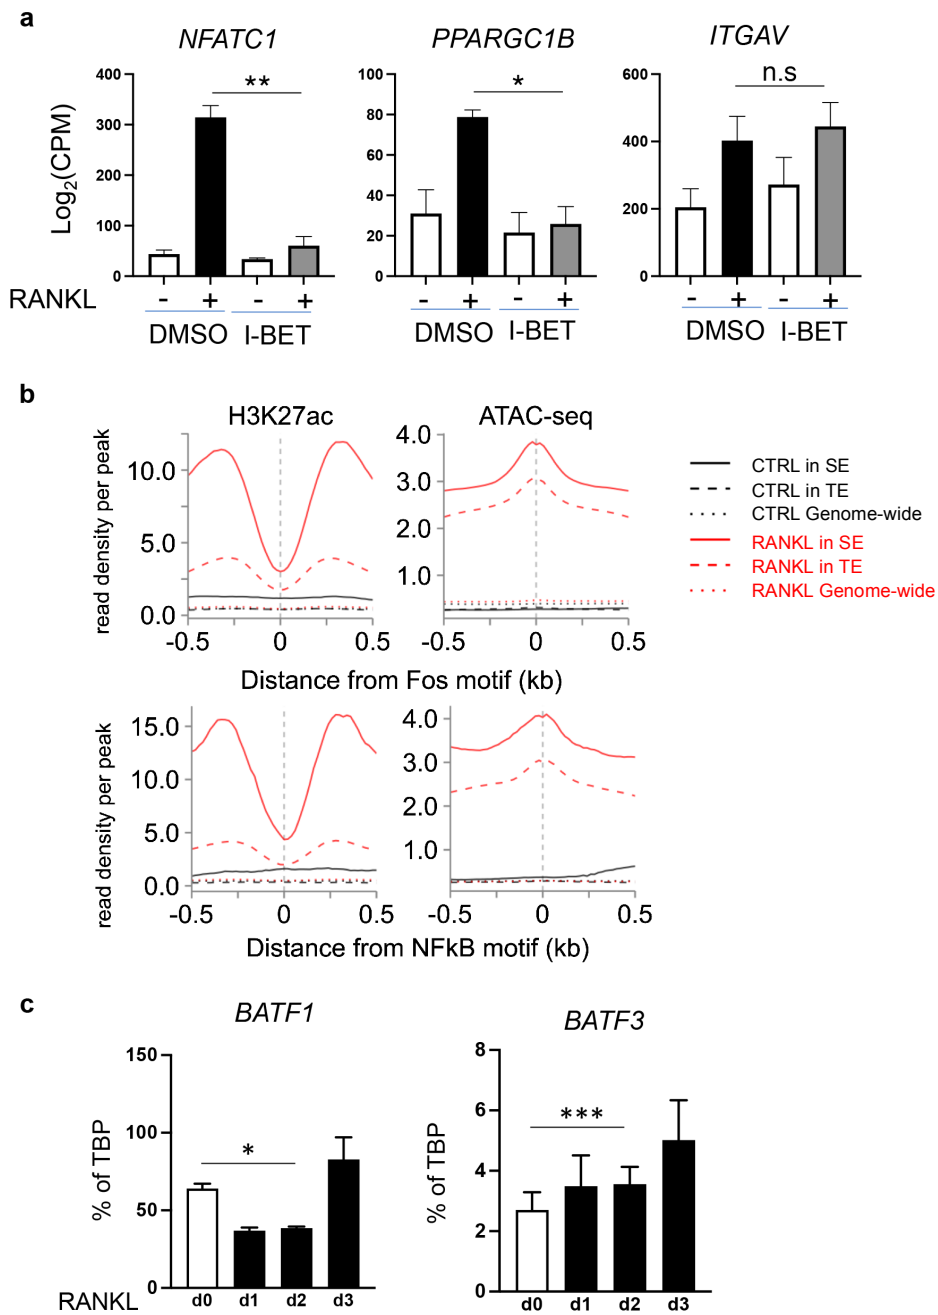 a
NFATC1
PPARGC1B
ITGAV
Log2(CPM)
400
300
200
100
0
**
100
80
60
40
20
0
*
600
400
200
0
n.s
RANKL
- + - +
- + - +
- + - +
DMSO I-BET
DMSO I-BET
DMSO I-BET
b
H3K27ac
ATAC-seq
read density per peak
10.0
5.0
0.0
-0.5 0 0.5
4.0
3.0
2.0
1.0
-0.5 0 0.5
Distance from Fos motif (kb)
CTRL in SE
CTRL in TE
CTRL Genome-wide
RANKL in SE
RANKL in TE
RANKL Genome-wide
read density per peak
15.0
10.0
5.0
0.0
-0.5 0 0.5
4.0
3.0
2.0
1.0
-0.5 0 0.5
Distance from NFkB motif (kb)
c
BATF1
BATF3
% of TBP
150
100
50
0
*
RANKL
d0 d1 d2 d3
% of TBP
8
6
4
2
0
***
d0 d1 d2 d3